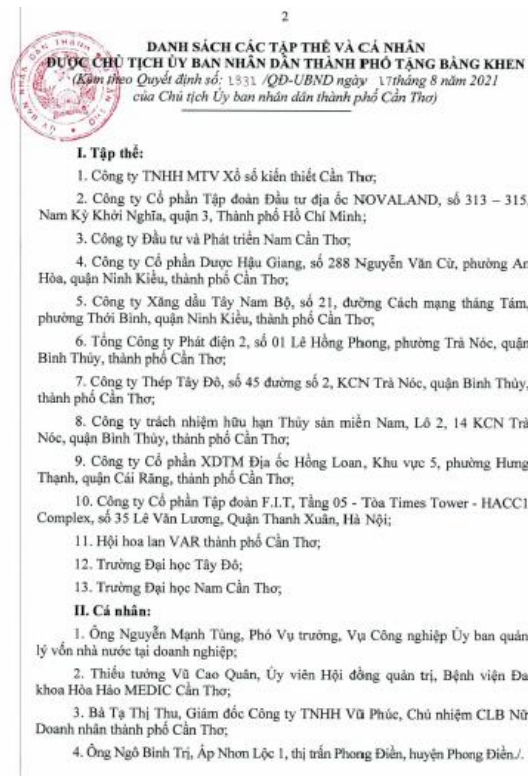 2
DANH SÁCH CÁC TẬP THỂ VÀ CÁ NHÂN
ĐƯỢC CHỦ TỊCH ỦY BAN NHÂN DÂN THÀNH PHỐ TẶNG BẰNG KHEN
(Kèm theo Quyết định số: 1931 /QĐ-UBND ngày 17tháng 8 năm 2021
của Chủ tịch Ủy ban nhân dân thành phố Cần Thơ)
I. Tập thể:
1. Công ty TNHH MTV Xổ số kiến thiết Cần Thơ;
2. Công ty Cổ phần Tập đoàn Đầu tư địa ốc NOVALAND, số 313 – 315,
Nam Kỳ Khởi Nghĩa, quận 3, Thành phố Hồ Chí Minh;
3. Công ty Đầu tư và Phát triển Nam Cần Thơ;
4. Công ty Cổ phần Dược Hậu Giang, số 288 Nguyễn Văn Cừ, phường An
Hòa, quận Ninh Kiều, thành phố Cần Thơ;
5. Công ty Xăng dầu Tây Nam Bộ, số 21, đường Cách mạng tháng Tám,
phường Thới Bình, quận Ninh Kiều, thành phố Cần Thơ;
6. Tổng Công ty Phát điện 2, số 01 Lê Hồng Phong, phường Trà Nóc, quận
Bình Thủy, thành phố Cần Thơ;
7. Công ty Thép Tây Đô, số 45 đường số 2, KCN Trà Nóc, quận Bình Thủy,
thành phố Cần Thơ;
8. Công ty trách nhiệm hữu hạn Thủy sản miền Nam, Lô 2, 14 KCN Trà
Nóc, quận Bình Thủy, thành phố Cần Thơ;
9. Công ty Cổ phần XDTM Địa ốc Hồng Loan, Khu vực 5, phường Hưng
Thạnh, quận Cái Răng, thành phố Cần Thơ;
10. Công ty Cổ phần Tập đoàn F.I.T, Tầng 05 - Tòa Times Tower - HACC1
Complex, số 35 Lê Văn Lương, Quận Thanh Xuân, Hà Nội;
11. Hội hoa lan VAR thành phố Cần Thơ;
12. Trường Đại học Tây Đô;
13. Trường Đại học Nam Cần Thơ;
II. Cá nhân:
1. Ông Nguyễn Mạnh Tùng, Phó Vụ trưởng, Vụ Công nghiệp Ủy ban quản
lý vốn nhà nước tại doanh nghiệp;
2. Thiếu tướng Vũ Cao Quân, Ủy viên Hội đồng quản trị, Bệnh viện Đa
khoa Hòa Hảo MEDIC Cần Thơ;
3. Bà Tạ Thị Thu, Giám đốc Công ty TNHH Vũ Phúc, Chủ nhiệm CLB Nữ
Doanh nhân thành phố Cần Thơ;
4. Ông Ngô Bình Trị, Ấp Nhơn Lộc 1, thị trấn Phong Điền, huyện Phong Điền./.